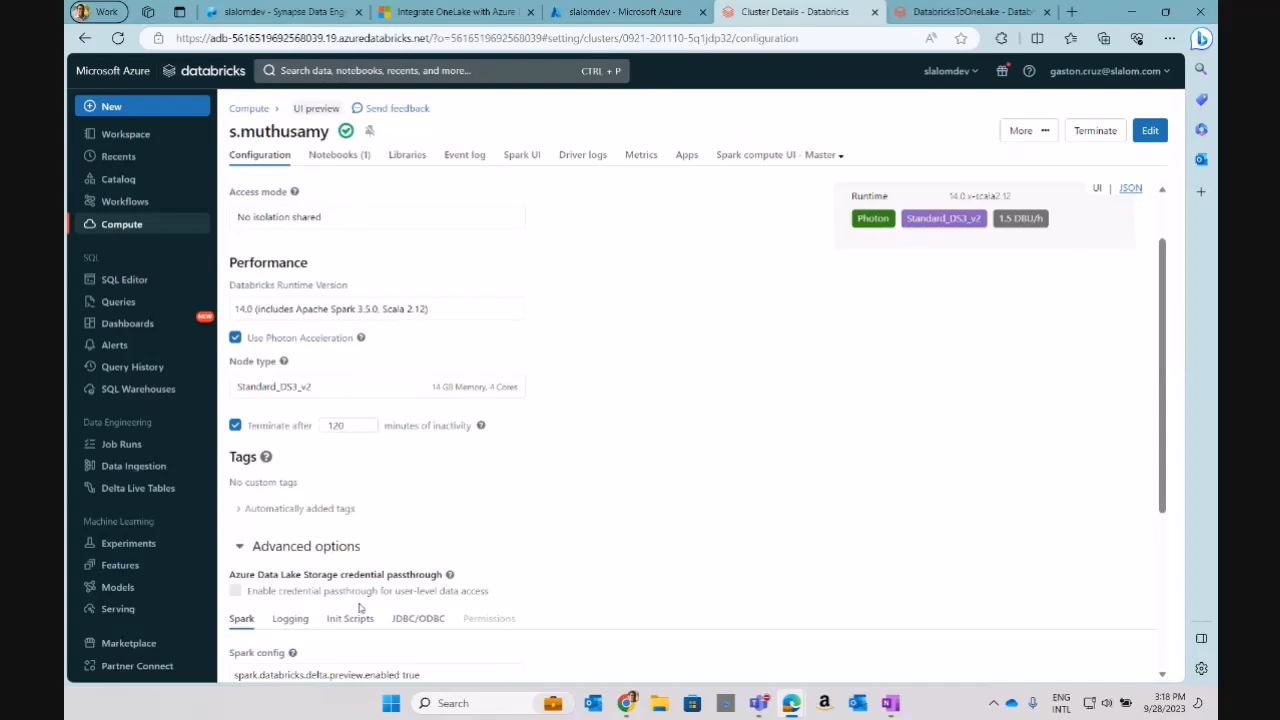 Work
slalomdev - Synapse Data Engi
Integrate OneLake with Azure
slalomdev - Microsoft Azure
Cluster Details - Databricks
DatabricksToOneLake - Databricks
https://adb-5616519692568039.19.azuredatabricks.net/?o=5616519692568039#setting/clusters/0921-201110-5q1jdp32/configuration
Microsoft Azure
databricks
Search data, notebooks, recents, and more...
CTRL + P
slalomdev
gaston.cruz@slalom.com
New
Workspace
Recents
Catalog
Workflows
Compute
SQL
SQL Editor
Queries
Dashboards
NEW
Alerts
Query History
SQL Warehouses
Data Engineering
Job Runs
Data Ingestion
Delta Live Tables
Machine Learning
Experiments
Features
Models
Serving
Marketplace
Partner Connect
Compute
UI preview
Send feedback
s.muthusamy
More
Terminate
Edit
Configuration
Notebooks (1)
Libraries
Event log
Spark UI
Driver logs
Metrics
Apps
Spark compute UI - Master
UI | JSON
Access mode
No isolation shared
Runtime
14.0.x-scala2.12
Photon
Standard_DS3_v2
1.5 DBU/h
Performance
Databricks Runtime Version
14.0 (includes Apache Spark 3.5.0, Scala 2.12)
Use Photon Acceleration
Node type
Standard_DS3_v2
14 GB Memory, 4 Cores
Terminate after 120 minutes of inactivity
Tags
No custom tags
Automatically added tags
Advanced options
Azure Data Lake Storage credential passthrough
Enable credential passthrough for user-level data access
Spark
Logging
Init Scripts
JDBC/ODBC
Permissions
Spark config
spark.databricks.delta.preview.enabled true
Search
ENG
INTL
3:18 PM
9/28/2023